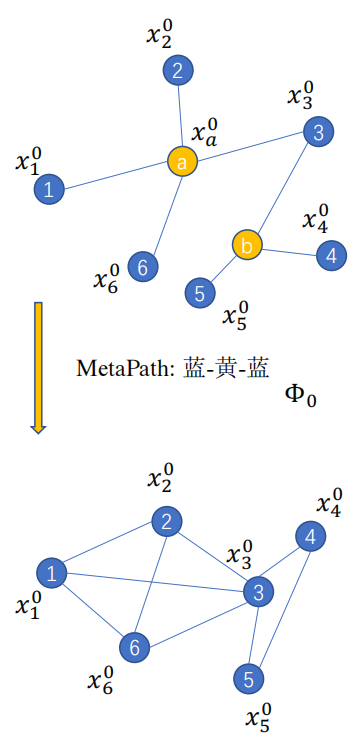 x_2^0
2
x_3^0
3
x_a^0
a
x_1^0
1
x_4^0
b
4
x_6^0
6
5
x_5^0
MetaPath: 蓝-黄-蓝
Φ_0
x_2^0
2
x_4^0
4
x_3^0
1
3
x_1^0
6
x_6^0
5
x_5^0